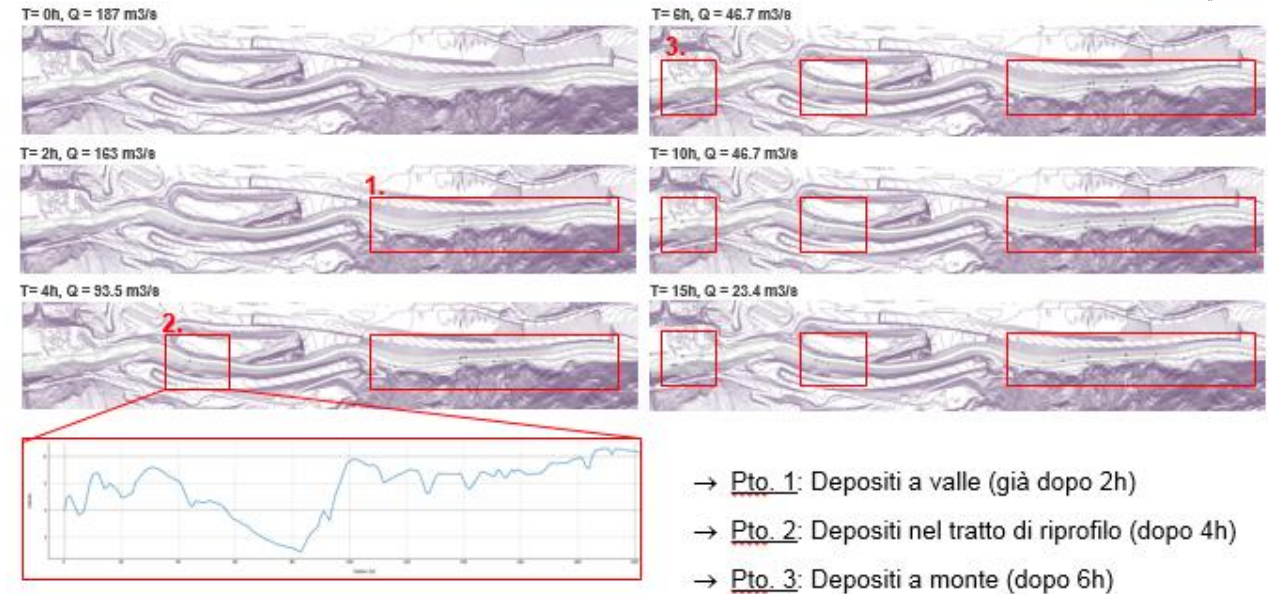 T= 0h, Q = 187 m3/s
T= 6h, Q = 46.7 m3/s
3.
T= 2h, Q = 163 m3/s
T= 10h, Q = 46.7 m3/s
1.
T= 4h, Q = 93.5 m3/s
T= 15h, Q = 23.4 m3/s
2.
→ Pto. 1: Depositi a valle (già dopo 2h)
→ Pto. 2: Depositi nel tratto di riprofilo (dopo 4h)
→ Pto. 3: Depositi a monte (dopo 6h)